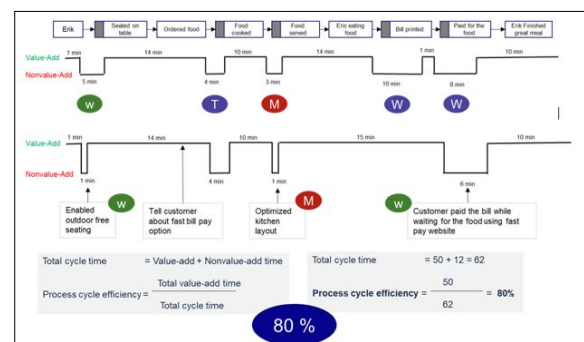 Erik
Seated on table
Ordered food
Food cooked
Food served
Eric eating food
Bill printed
Paid for the food
Erik Finished great meal
1 min
14 min
10 min
14 min
1 min
10 min
Value-Add
Nonvalue-Add
5 min
4 min
3 min
10 min
8 min
W
T
M
W
W
1 min
14 min
10 min
15 min
10 min
Value-Add
Nonvalue-Add
1 min
4 min
1 min
6 min
W
M
W
Enabled outdoor free seating
Tell customer about fast bill pay option
Optimized kitchen layout
Customer paid the bill while waiting for the food using fast pay website
Total cycle time = Value-add + Nonvalue-add time
Process cycle efficiency = Total value-add time
Total cycle time
Total cycle time = 50 + 12 = 62
Process cycle efficiency = 50 = 80%
62
80 %